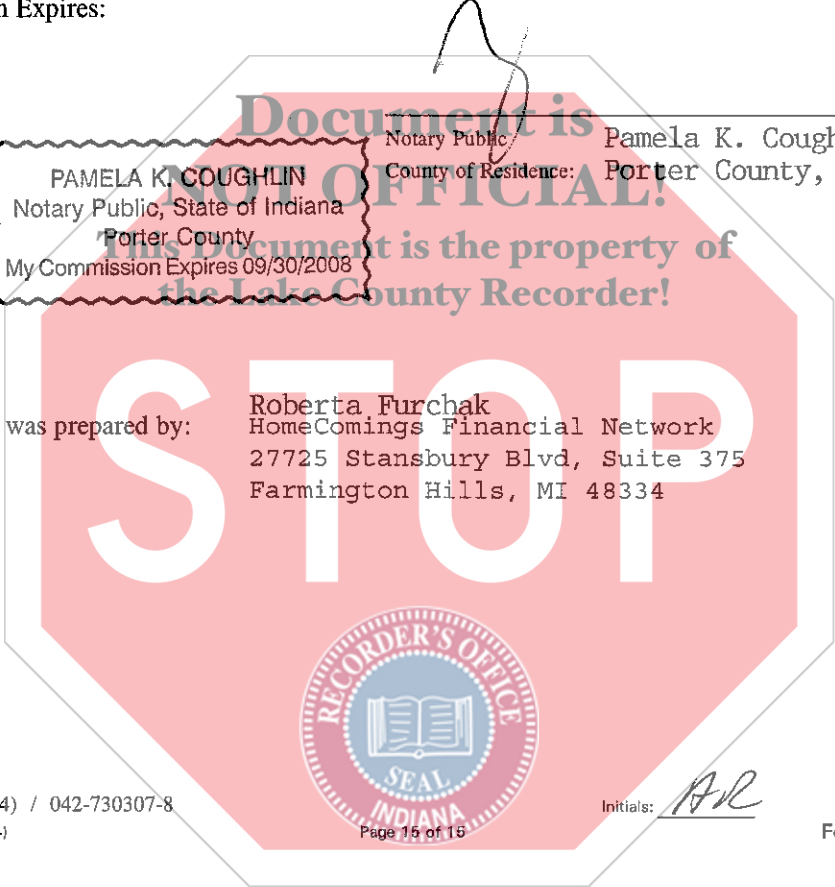 n Expires:
Document is
NOT OFFICIAL!
This Document is the property of
the Lake County Recorder!
PAMELA K. COUGHLIN
Notary Public, State of Indiana
Porter County
My Commission Expires 09/30/2008
Notary Public Pamela K. Cough
County of Residence: Porter County,
STOP
was prepared by: Roberta Furchak
HomeComings Financial Network
27725 Stansbury Blvd, Suite 375
Farmington Hills, MI 48334
RECORDER'S OFFICE
SEAL
INDIANA
4) / 042-730307-8
Initials:
Page 15 of 15